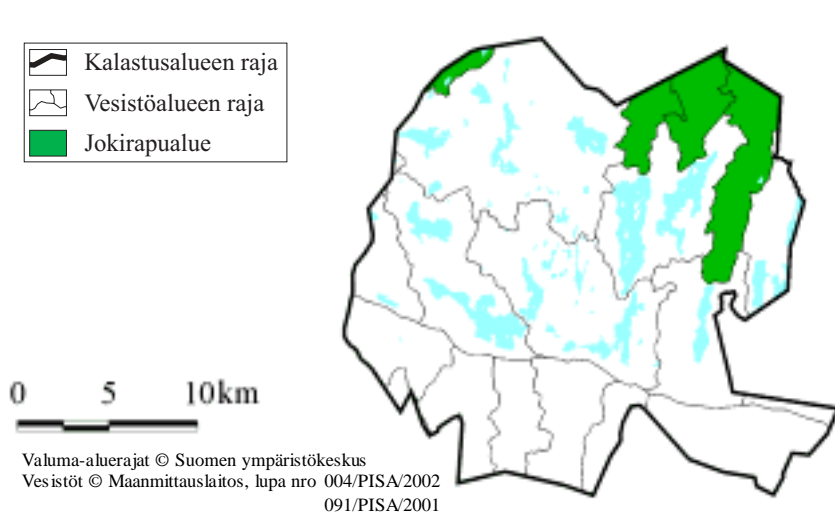 Kalastusalueen raja
Vesistöalueen raja
Jokirapualue
0 5 10km
Valuma-aluerajat © Suomen ympäristökeskus
Vesistöt © Maanmittauslaitos, lupa nro 004/PISA/2002
091/PISA/2001